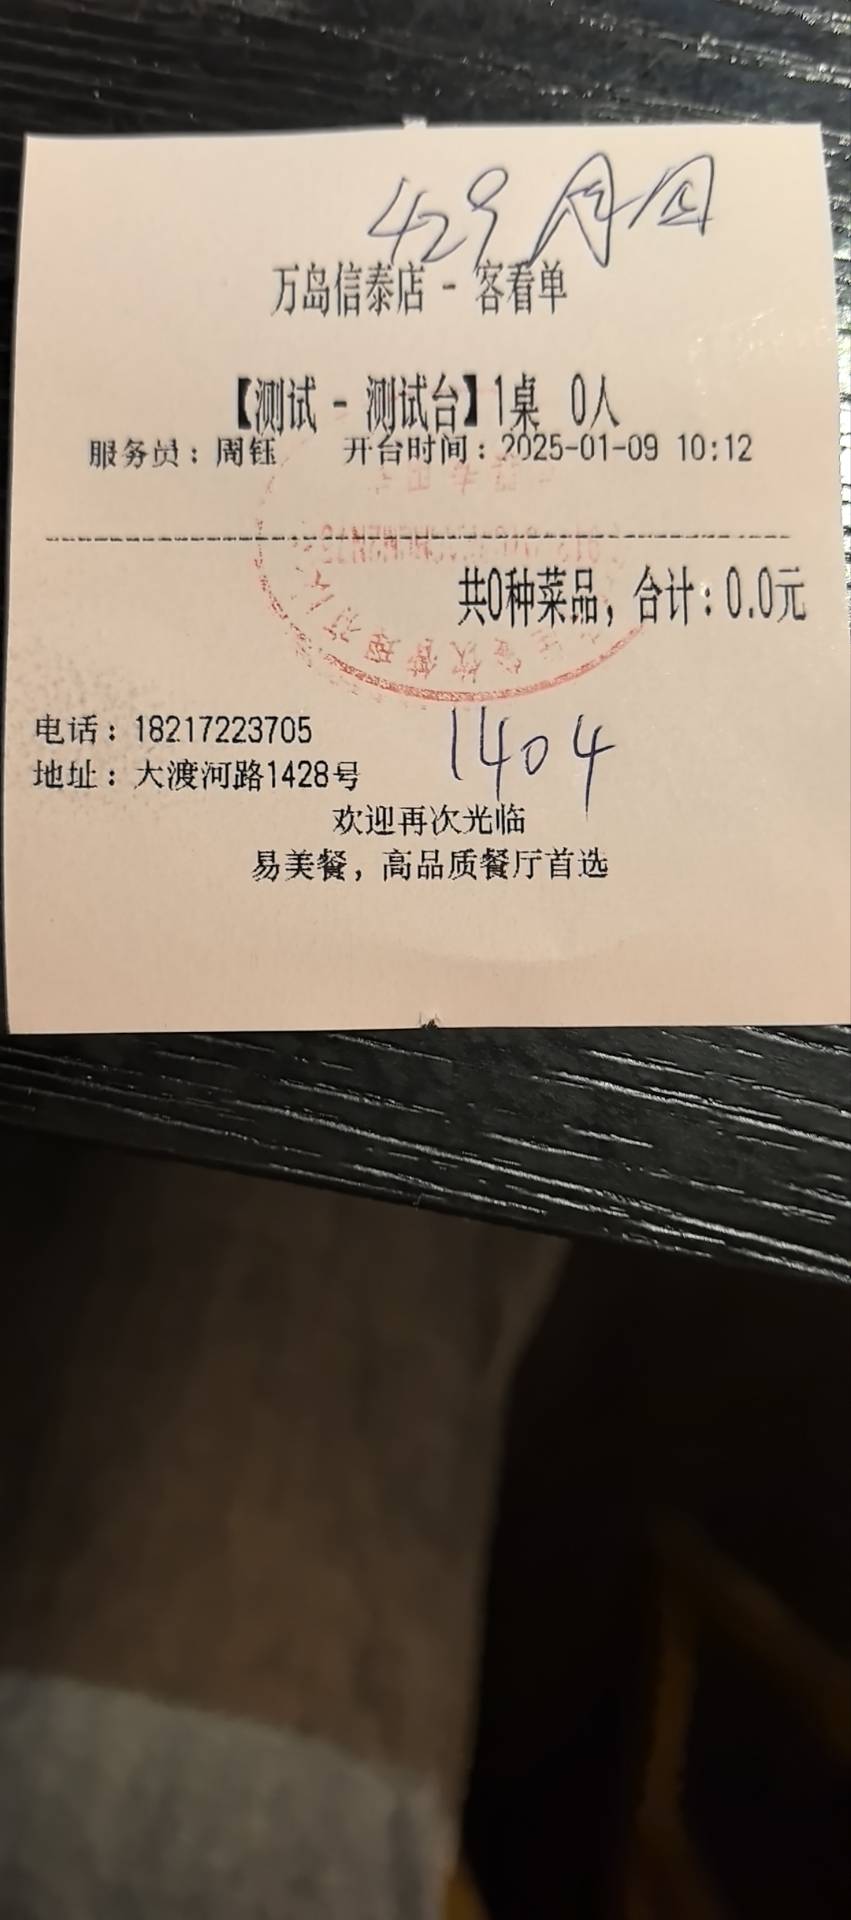 429
万岛信泰店 - 客看单
【测试 - 测试台】1桌 0人
服务员：周钰 开台时间：2025-01-09 10:12
共0种菜品，合计：0.0元
电话：18217223705
1404
地址：大渡河路1428号
欢迎再次光临
易美餐，高品质餐厅首选